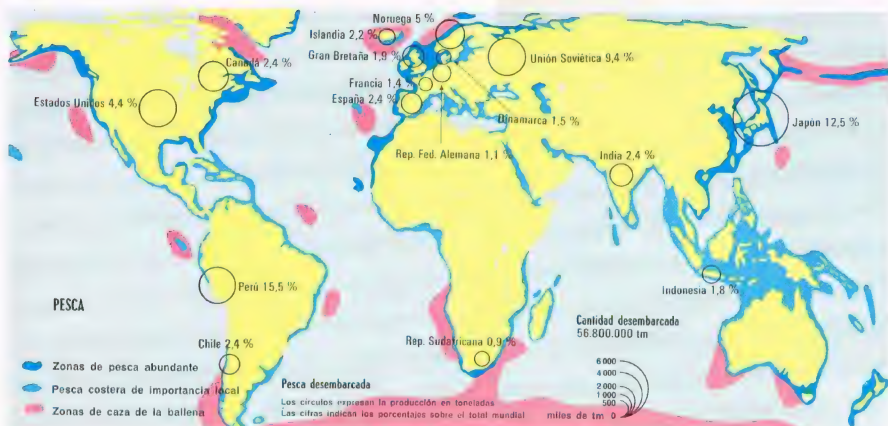 Noruega 5 %
Islandia 2,2 %
Gran Bretaña 1,9 %
Unión Soviética 9,4 %
Canadá 2,4 %
Francia 1,4
Estados Unidos 4,4 %
España 2,4 %
Dinamarca 1,5 %
Japón 12,5 %
Rep. Fed. Alemana 1,1 %
India 2,4 %
Perú 15,5 %
Indonesia 1,8 %
PESCA
Chile 2,4 %
Rep. Sudafricana 0,9 %
Cantidad desembarcada
56.800.000 tm
Zonas de pesca abundante
Pesca costera de importancia local
Zonas de caza de la ballena
Pesca desembarcada
Los círculos expresan la producción en toneladas
Las cifras indican los porcentajes sobre el total mundial
6 000
4 000
2 000
1 000
500
miles de tm 0